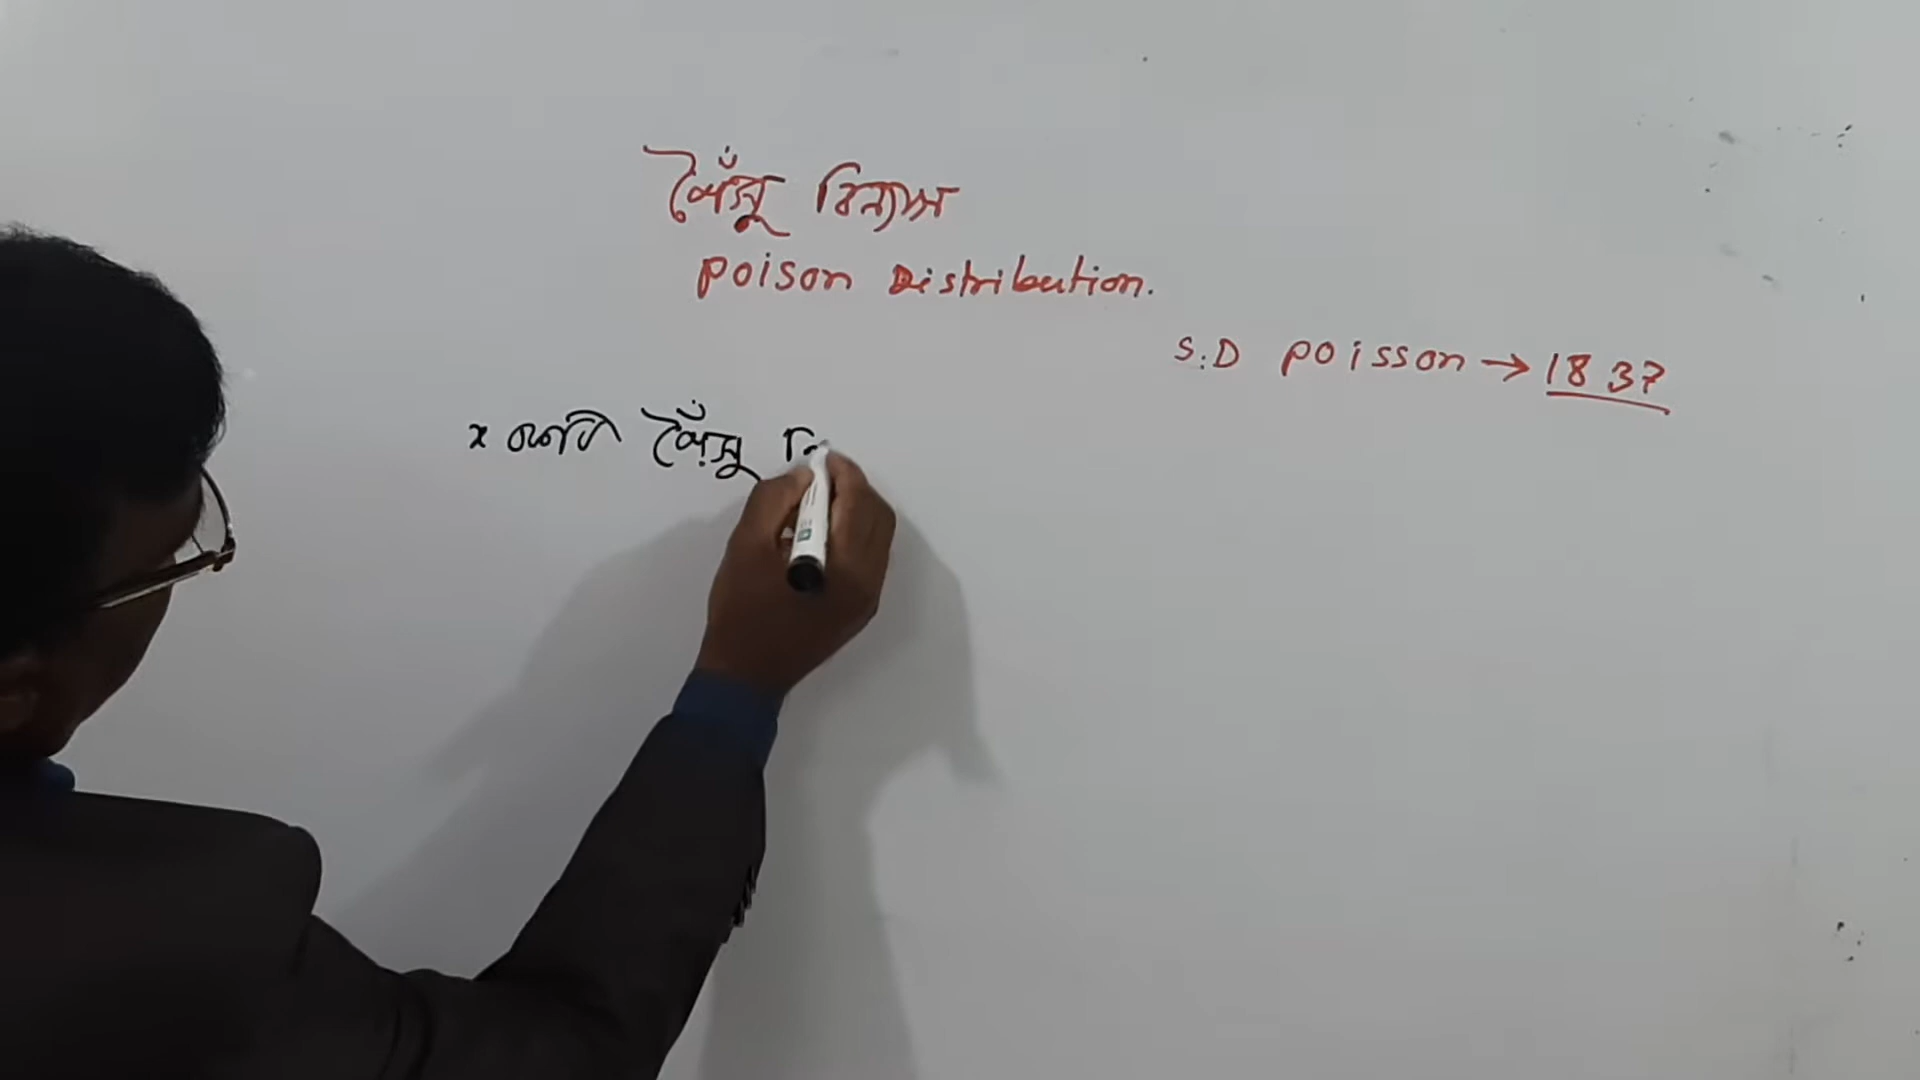 পৈঁসু বিন্যাস
poison Distribution.
S.D poisson → 1837
x একটি পৈঁসু বি